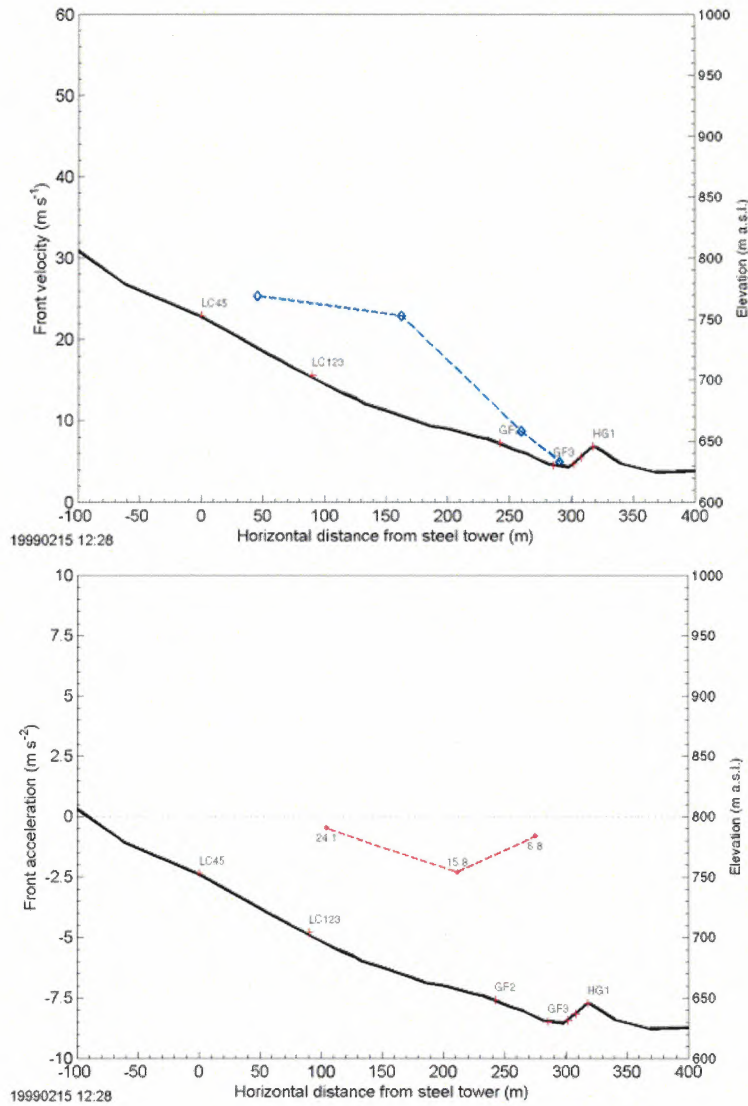 60
50
40
30
20
10
0
Front velocity (m s⁻¹)
1000
950
900
850
800
750
700
650
600
Elevation (m a.s.l.)
LC45
LC123
GF3
HG1
-100 -50 0 50 100 150 200 250 300 350 400
Horizontal distance from steel tower (m)
19990215 12:28
10
7.5
5
2.5
0
-2.5
-5
-7.5
-10
Front acceleration (m s⁻²)
1000
950
900
850
800
750
700
650
600
Elevation (m a.s.l.)
24.1
15.8
6.8
LC45
LC123
GF2
GF3
HG1
-100 -50 0 50 100 150 200 250 300 350 400
Horizontal distance from steel tower (m)
19990215 12:28